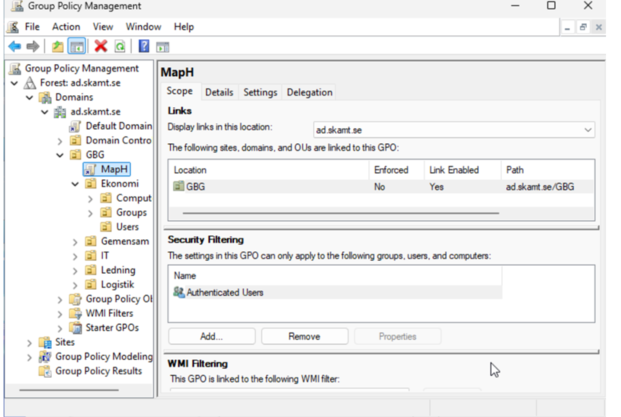 Group Policy Management
File Action View Window Help
Group Policy Management
Forest: ad.skamt.se
Domains
ad.skamt.se
Default Domain
Domain Contro
GBG
MapH
Ekonomi
Comput
Groups
Users
Gemensam
IT
Ledning
Logistik
Group Policy Ol
WMI Filters
Starter GPOs
Sites
Group Policy Modeling
Group Policy Results
MapH
Scope Details Settings Delegation
Links
Display links in this location: ad.skamt.se
The following sites, domains, and OUs are linked to this GPO:
Location Enforced Link Enabled Path
GBG No Yes ad.skamt.se/GBG
Security Filtering
The settings in this GPO can only apply to the following groups, users, and computers:
Name
Authenticated Users
Add... Remove Properties
WMI Filtering
This GPO is linked to the following WMI filter: